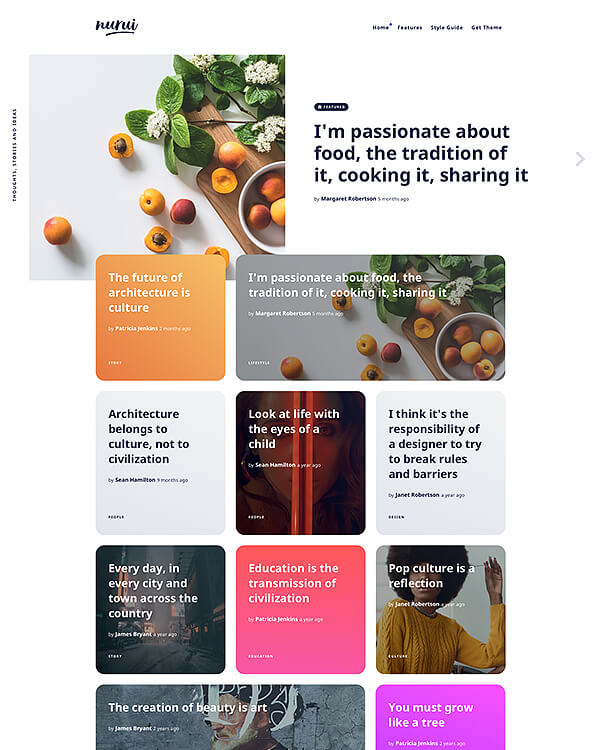 nurui
Home
Features
Style Guide
Get Theme
THOUGHTS, STORIES AND IDEAS
FEATURED
I'm passionate about
food, the tradition of
it, cooking it, sharing it
by Margaret Robertson 5 months ago
The future of
architecture is
culture
by Patricia Jenkins 2 months ago
STORY
I'm passionate about food, the
tradition of it, cooking it, sharing it
by Margaret Robertson 5 months ago
LIFESTYLE
Architecture
belongs to
culture, not to
civilization
by Sean Hamilton 9 months ago
PEOPLE
Look at life with
the eyes of a
child
by Sean Hamilton a year ago
PEOPLE
I think it's the
responsibility of
a designer to try
to break rules
and barriers
by Janet Robertson a year ago
DESIGN
Every day, in
every city and
town across the
country
by James Bryant a year ago
STORY
Education is the
transmission of
civilization
by Patricia Jenkins a year ago
EDUCATION
Pop culture is a
reflection
by Janet Robertson a year ago
CULTURE
The creation of beauty is art
by James Bryant 2 years ago
You must grow
like a tree
by Patricia Jenkins 2 years ago